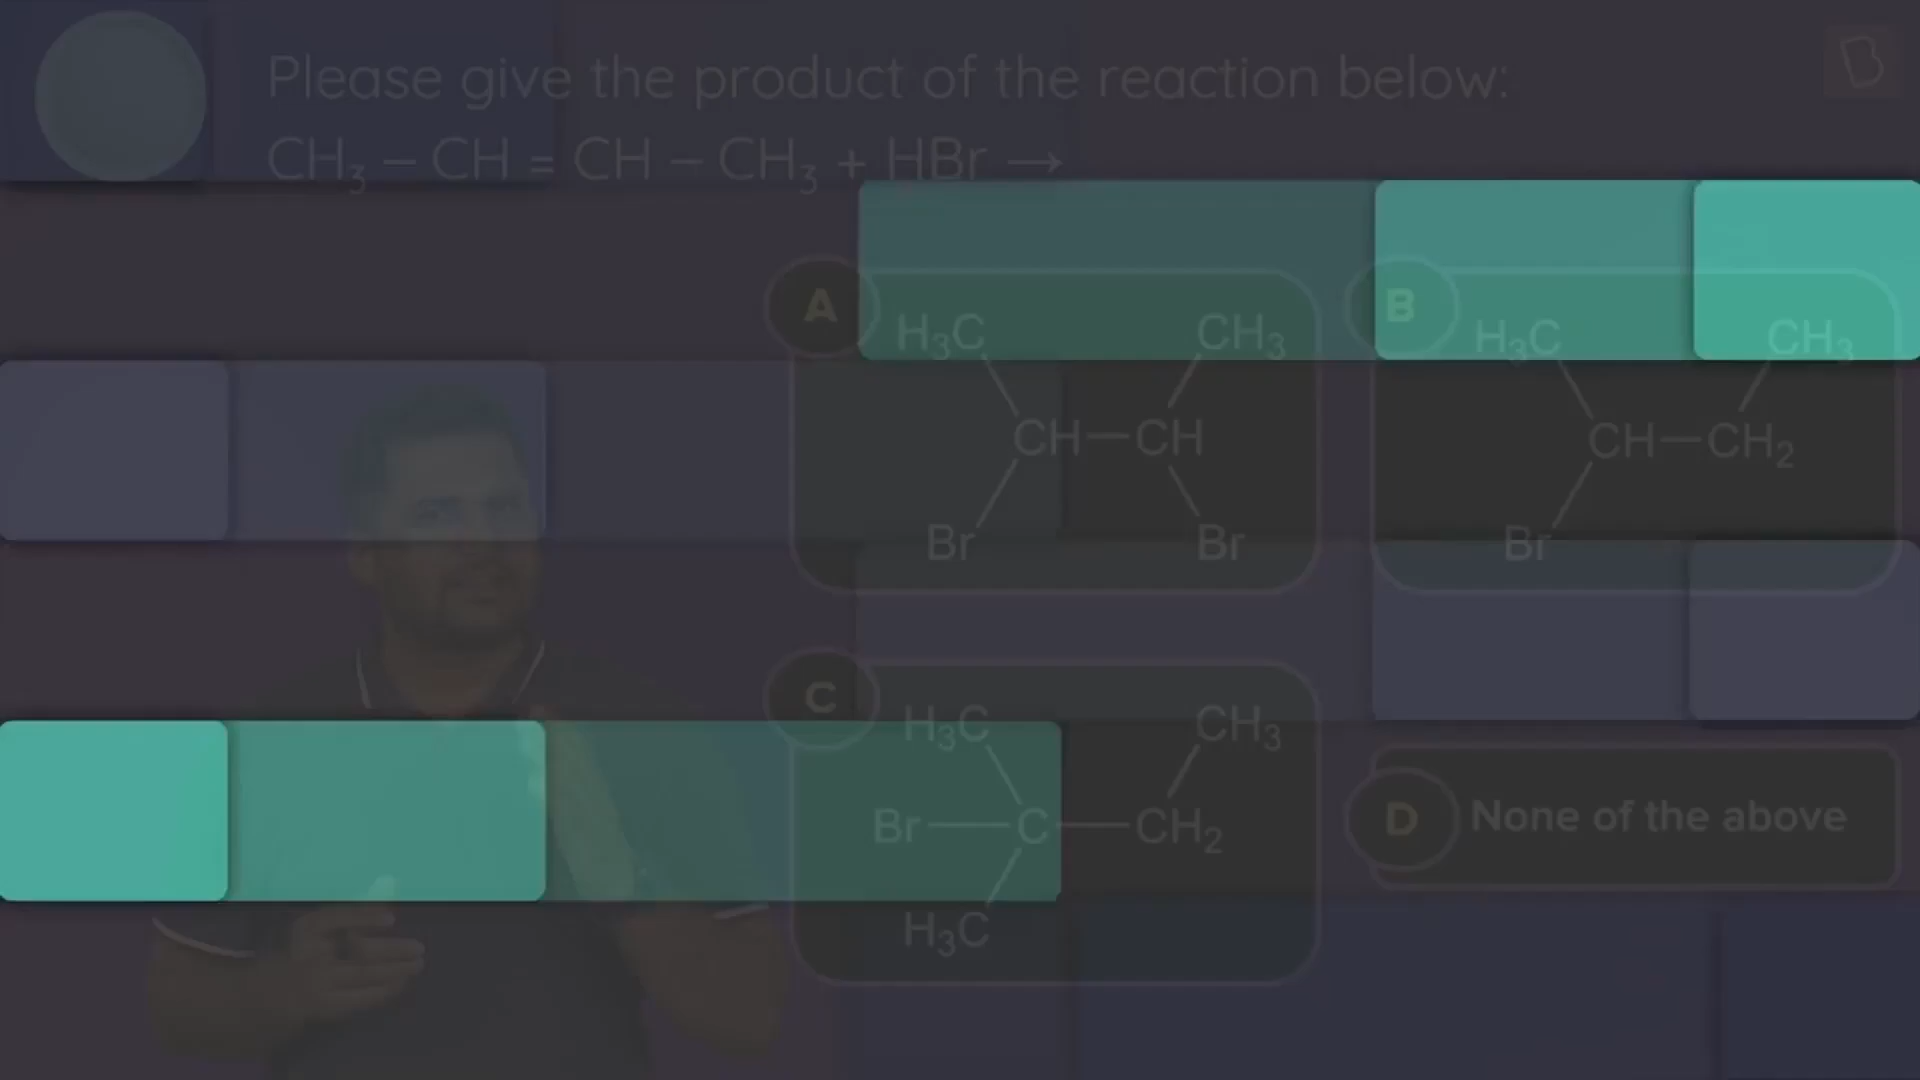 Please give the product of the reaction below:
CH₃ – CH = CH – CH₃ + HBr →
A
H₃C CH₃
CH—CH
Br Br
B
H₃C CH₃
CH—CH₂
Br
C
H₃C CH₃
Br—C—CH₂
H₃C
D None of the above